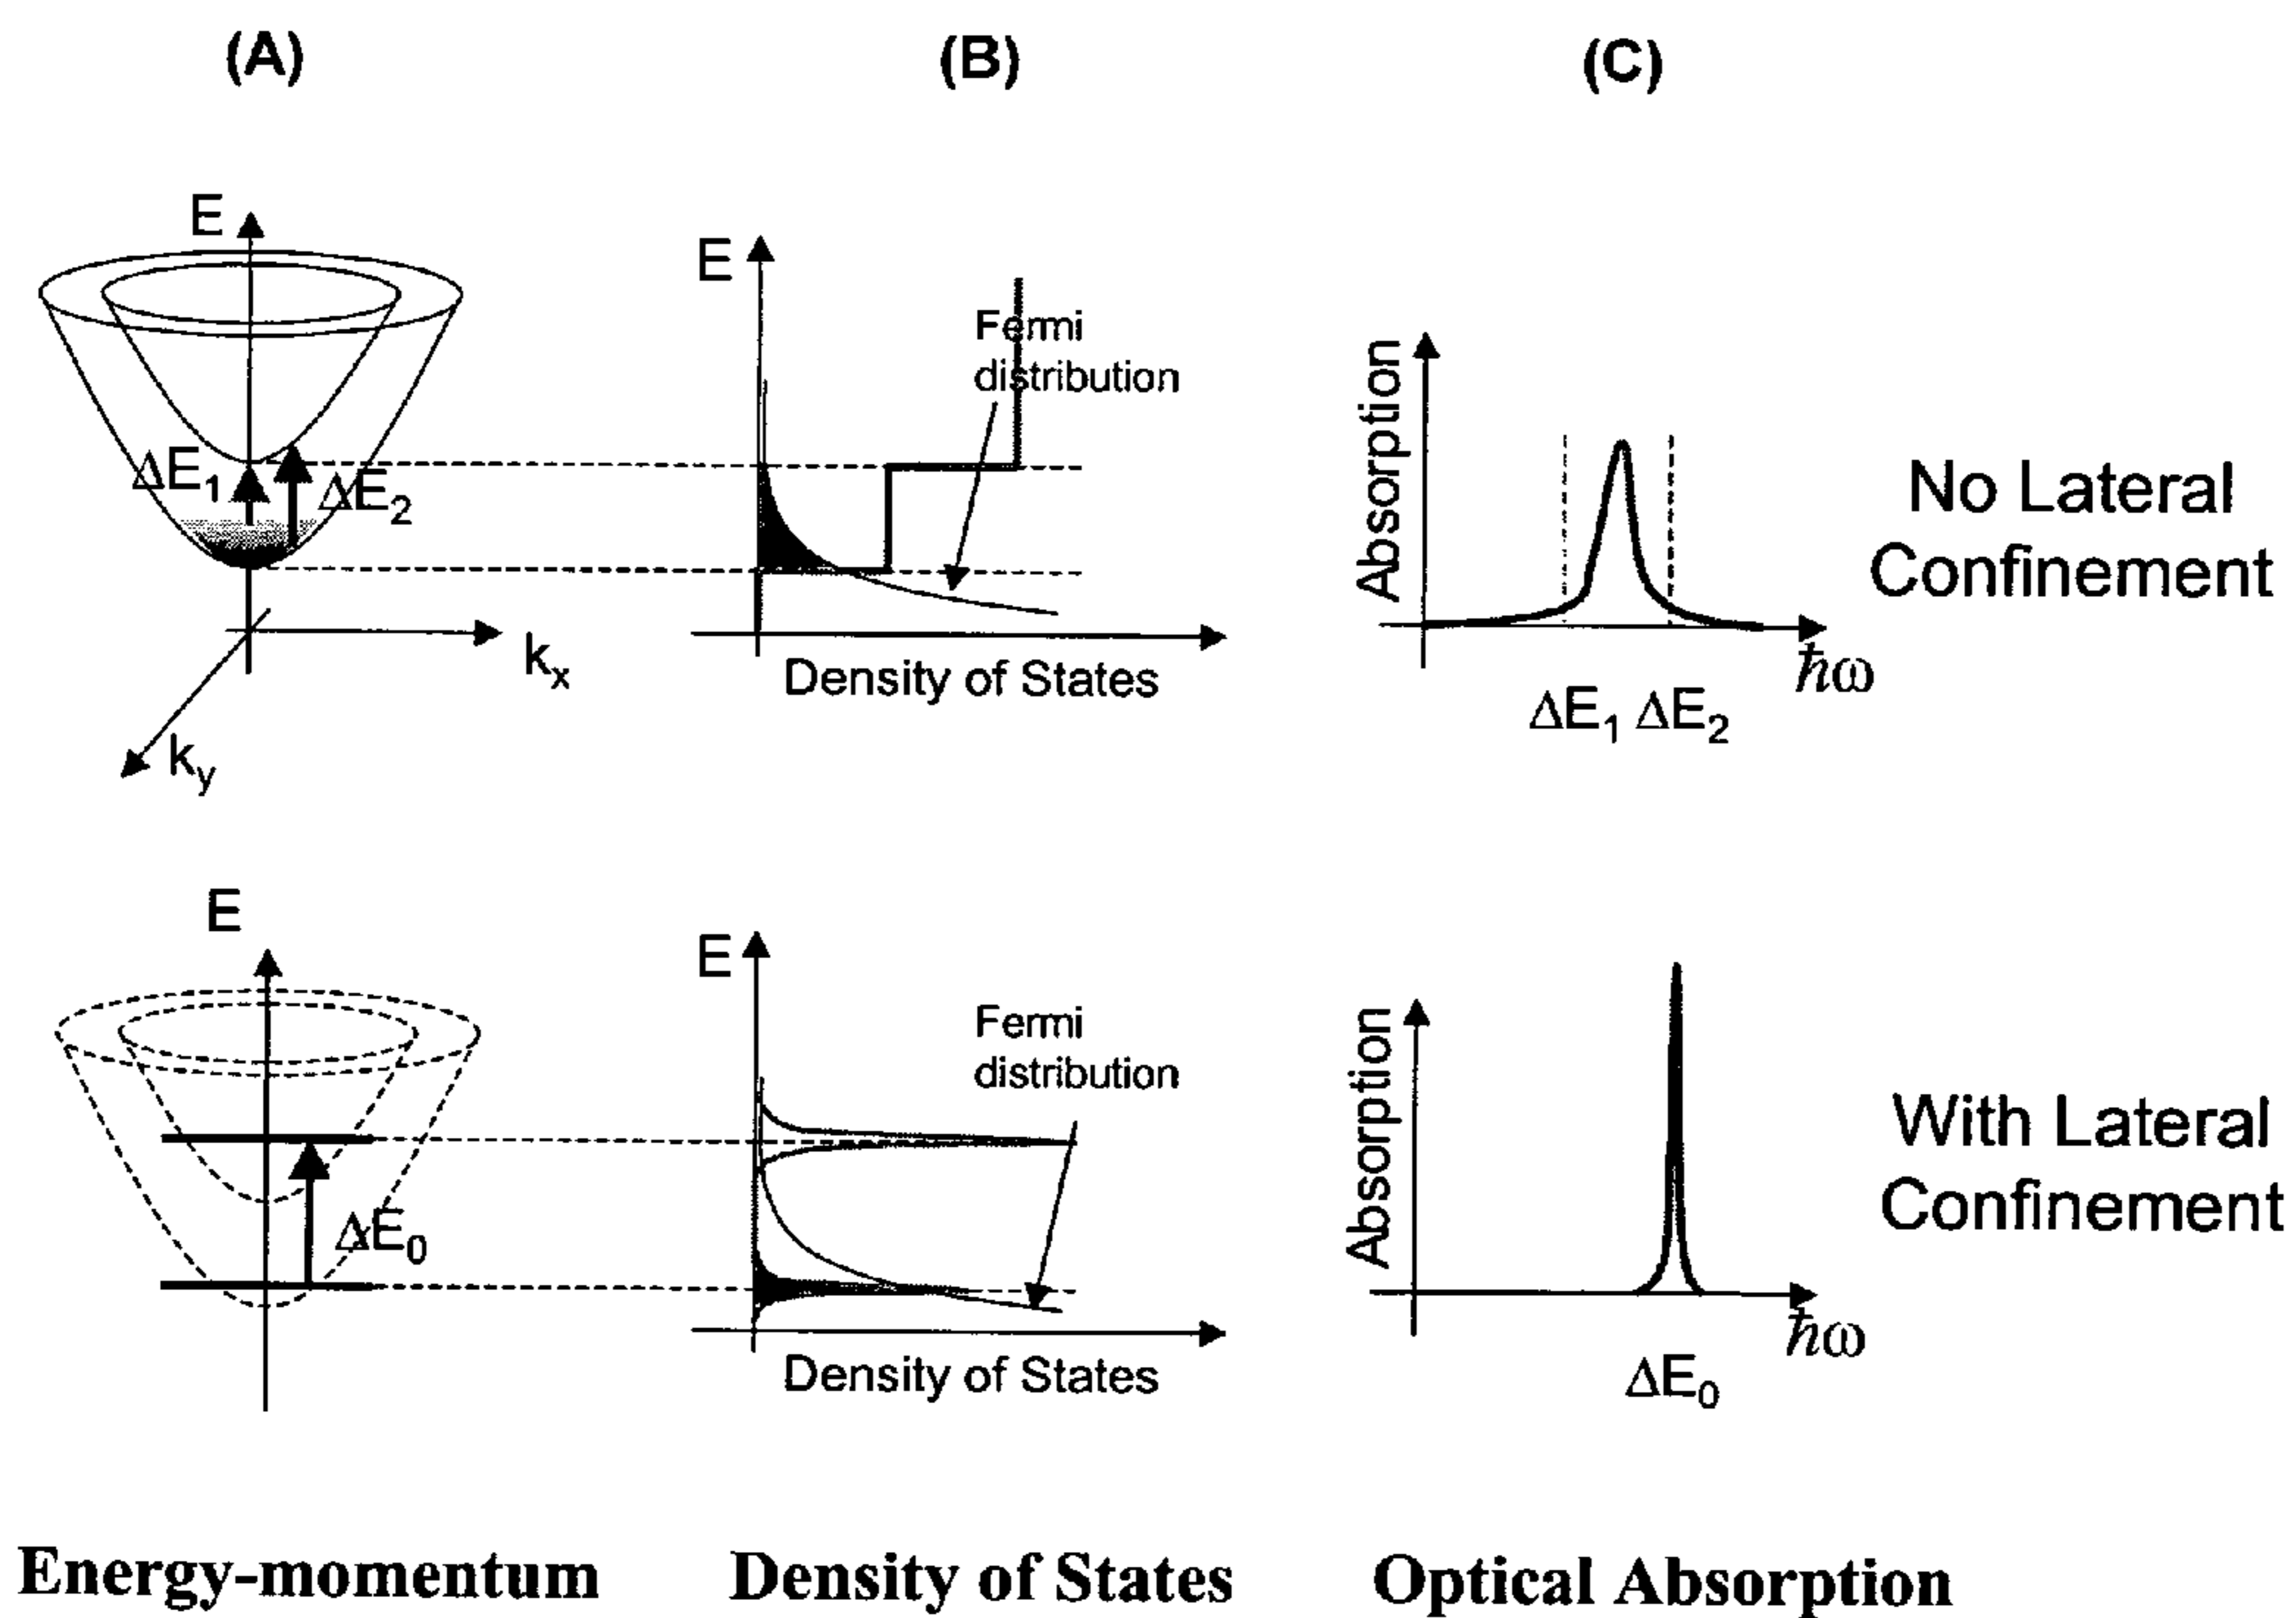 (A)
(B)
(C)
E
ΔE₁
ΔE₂
kₓ
k_y
E
Fermi
distribution
Density of States
Absorption
ħω
ΔE₁ ΔE₂
No Lateral
Confinement
E
ΔE₀
E
Fermi
distribution
Density of States
Absorption
ħω
ΔE₀
With Lateral
Confinement
Energy-momentum
Density of States
Optical Absorption